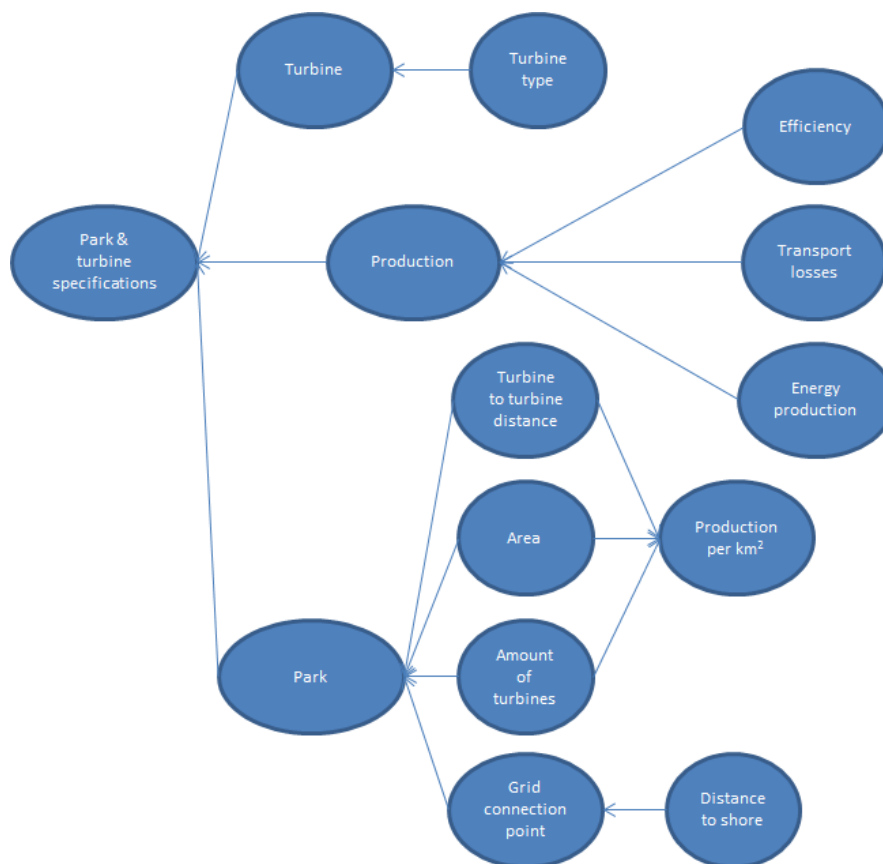 Turbine
Turbine
type
Efficiency
Park &
turbine
specifications
Production
Transport
losses
Turbine
to turbine
distance
Energy
production
Area
Production
per km²
Park
Amount
of
turbines
Grid
connection
point
Distance
to shore